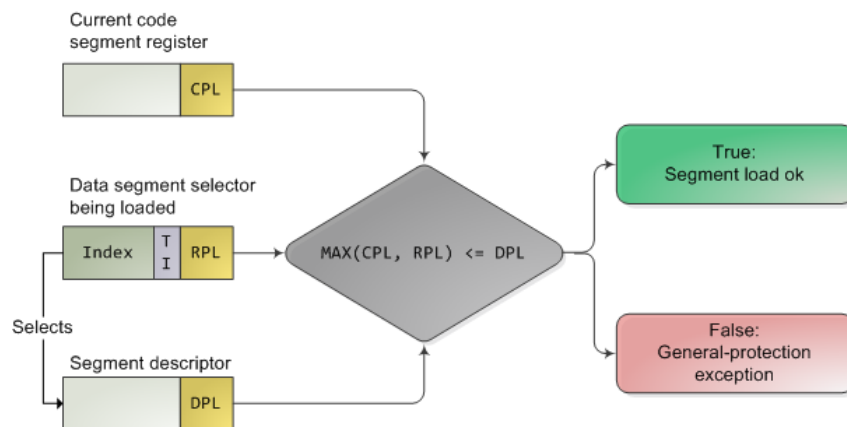 Current code
segment register
CPL
Data segment selector
being loaded
Index
T
I
RPL
Selects
Segment descriptor
DPL
MAX(CPL, RPL) <= DPL
True:
Segment load ok
False:
General-protection
exception